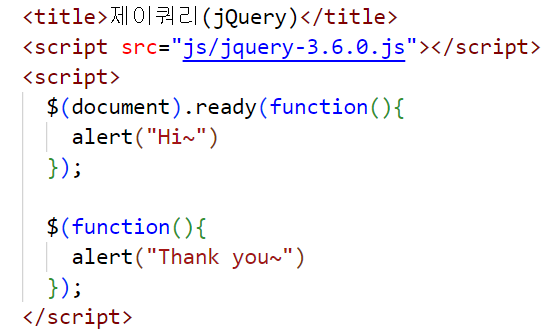 <title>제이쿼리(jQuery)</title>
<script src="js/jquery-3.6.0.js"></script>
<script>
$(document).ready(function(){
alert("Hi~")
});
$(function(){
alert("Thank you~")
});
</script>